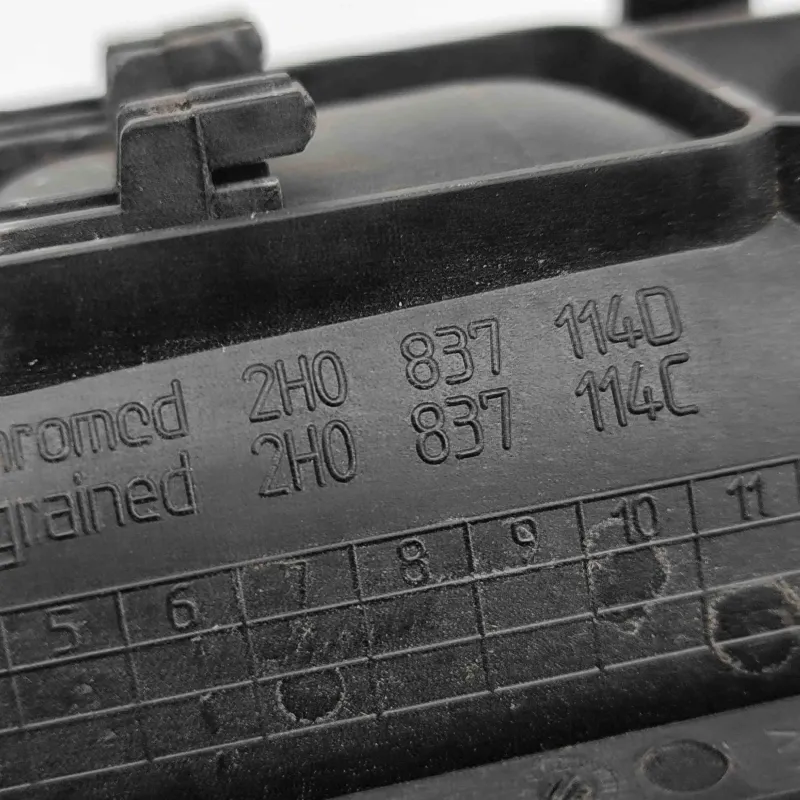 hromed 2H0 837 114D
grained 2H0 837 114C
5 6 7 8 9 10 11